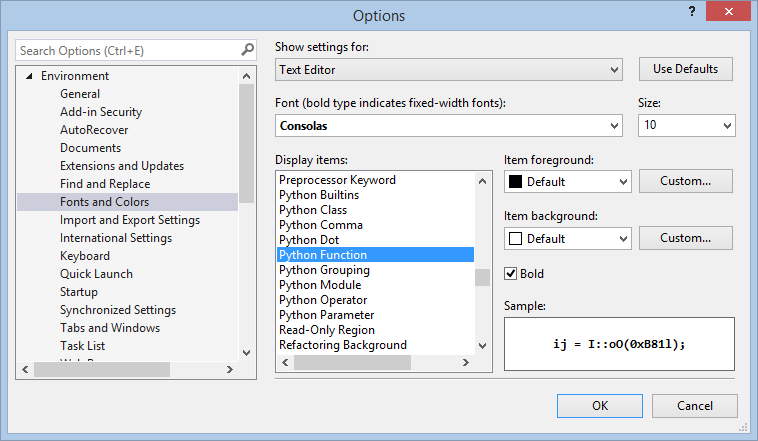 Options
?
Search Options (Ctrl+E)
Environment
General
Add-in Security
AutoRecover
Documents
Extensions and Updates
Find and Replace
Fonts and Colors
Import and Export Settings
International Settings
Keyboard
Quick Launch
Startup
Synchronized Settings
Tabs and Windows
Task List
Show settings for:
Text Editor
Use Defaults
Font (bold type indicates fixed-width fonts):
Size:
Consolas
10
Display items:
Preprocessor Keyword
Python Builtins
Python Class
Python Comma
Python Dot
Python Function
Python Grouping
Python Module
Python Operator
Python Parameter
Read-Only Region
Refactoring Background
Item foreground:
Default
Custom...
Item background:
Default
Custom...
Bold
Sample:
ij = I::oO(0xB81l);
OK
Cancel